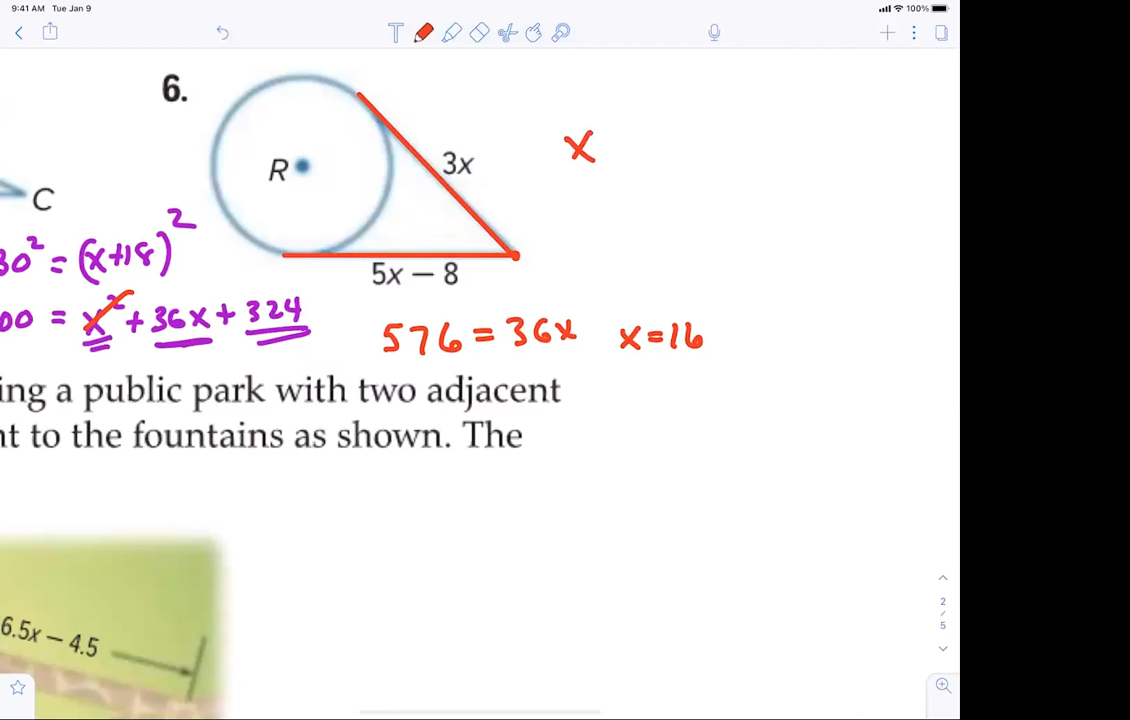 9:41 AM Tue Jan 9
100%
T
6.
R
3x
x
C
5x – 8
30² = (x+18)²
00 = x² + 36x + 324
576 = 36x x=16
ing a public park with two adjacent
nt to the fountains as shown. The
6.5x – 4.5
2
/
5